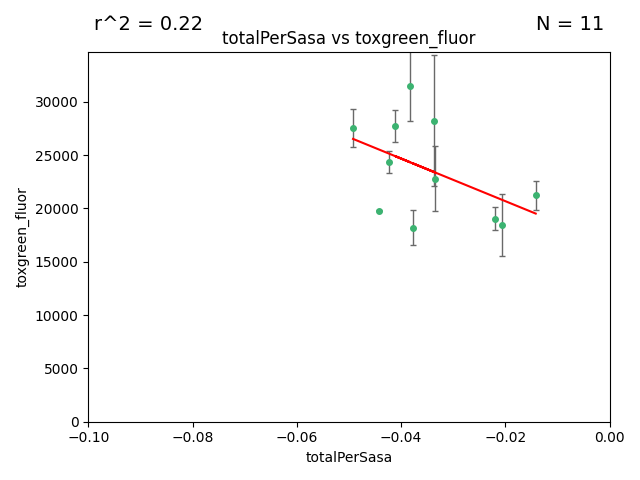 r^2 = 0.22
N = 11
totalPerSasa vs toxgreen_fluor
toxgreen_fluor
30000
25000
20000
15000
10000
5000
0
−0.10
−0.08
−0.06
−0.04
−0.02
0.00
totalPerSasa